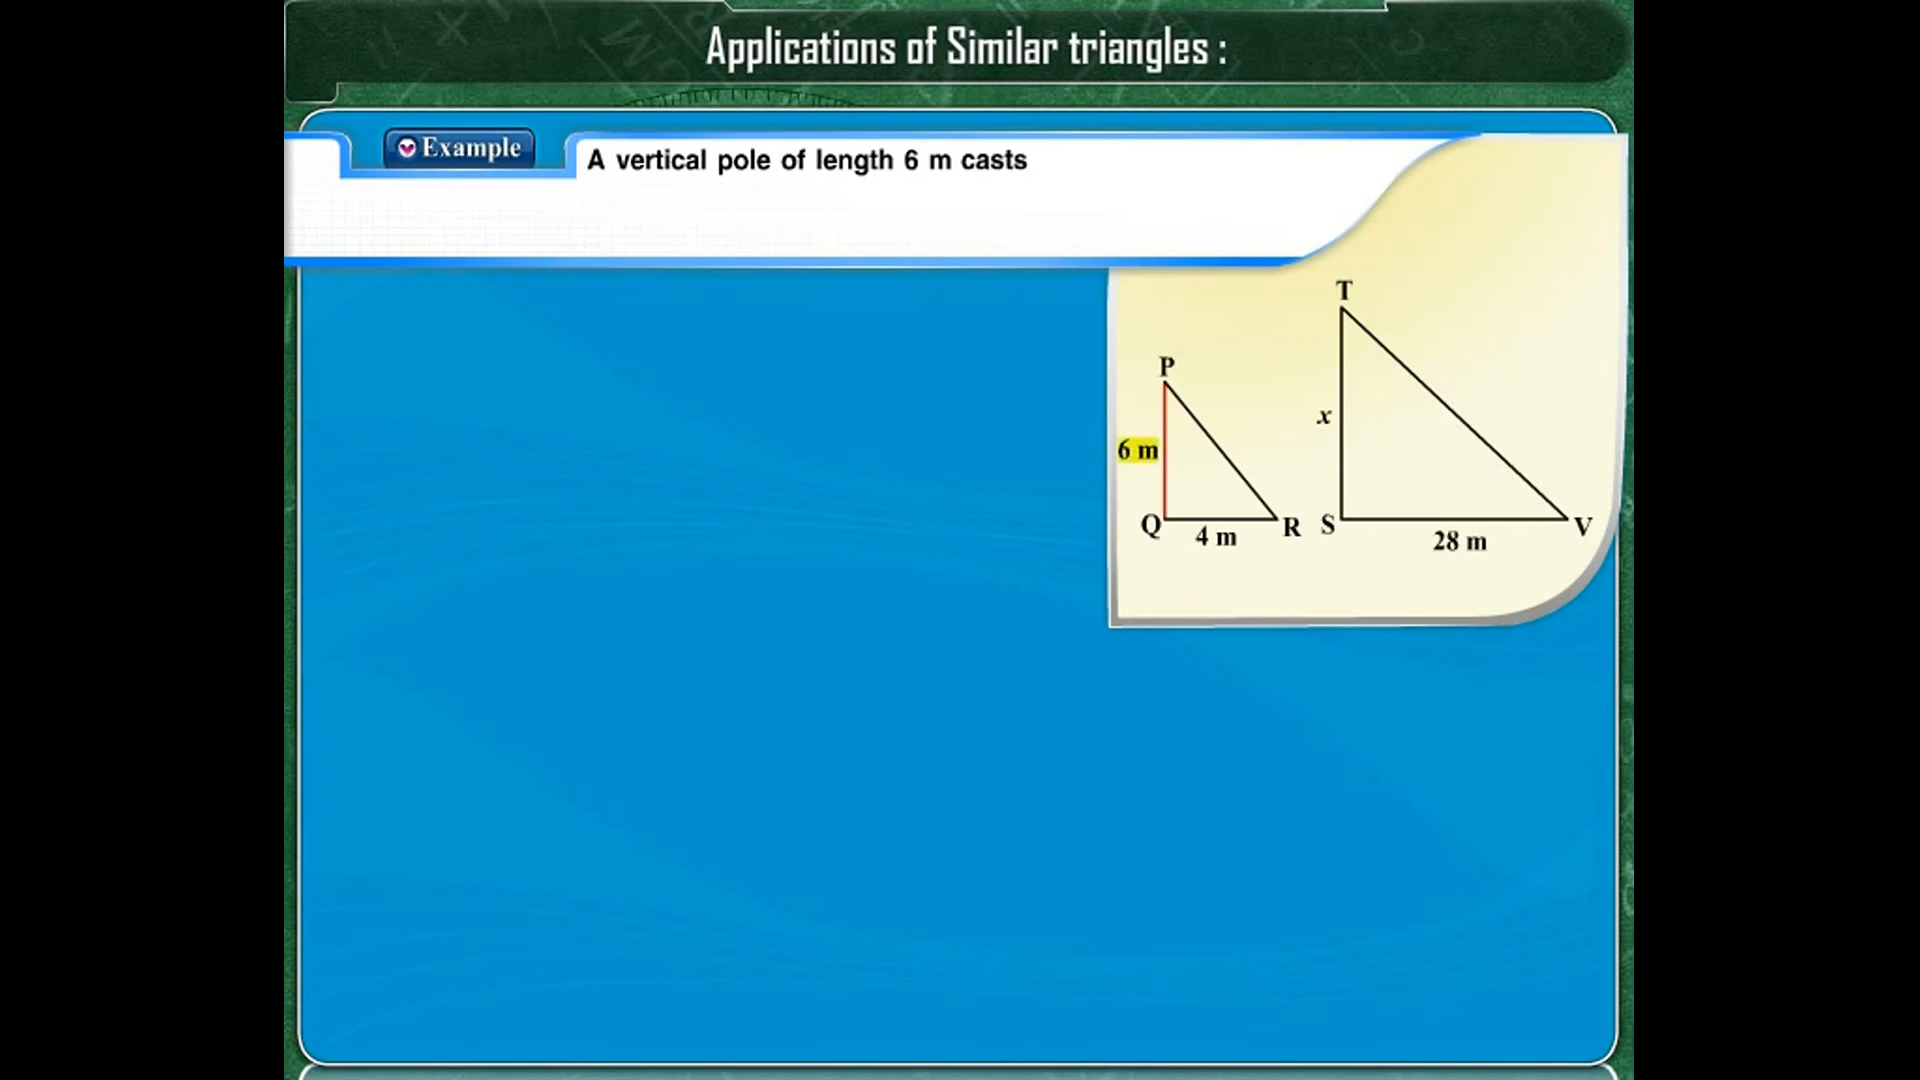 Applications of Similar triangles :
Example
A vertical pole of length 6 m casts
T
P
x
6 m
Q
4 m
R
S
28 m
V